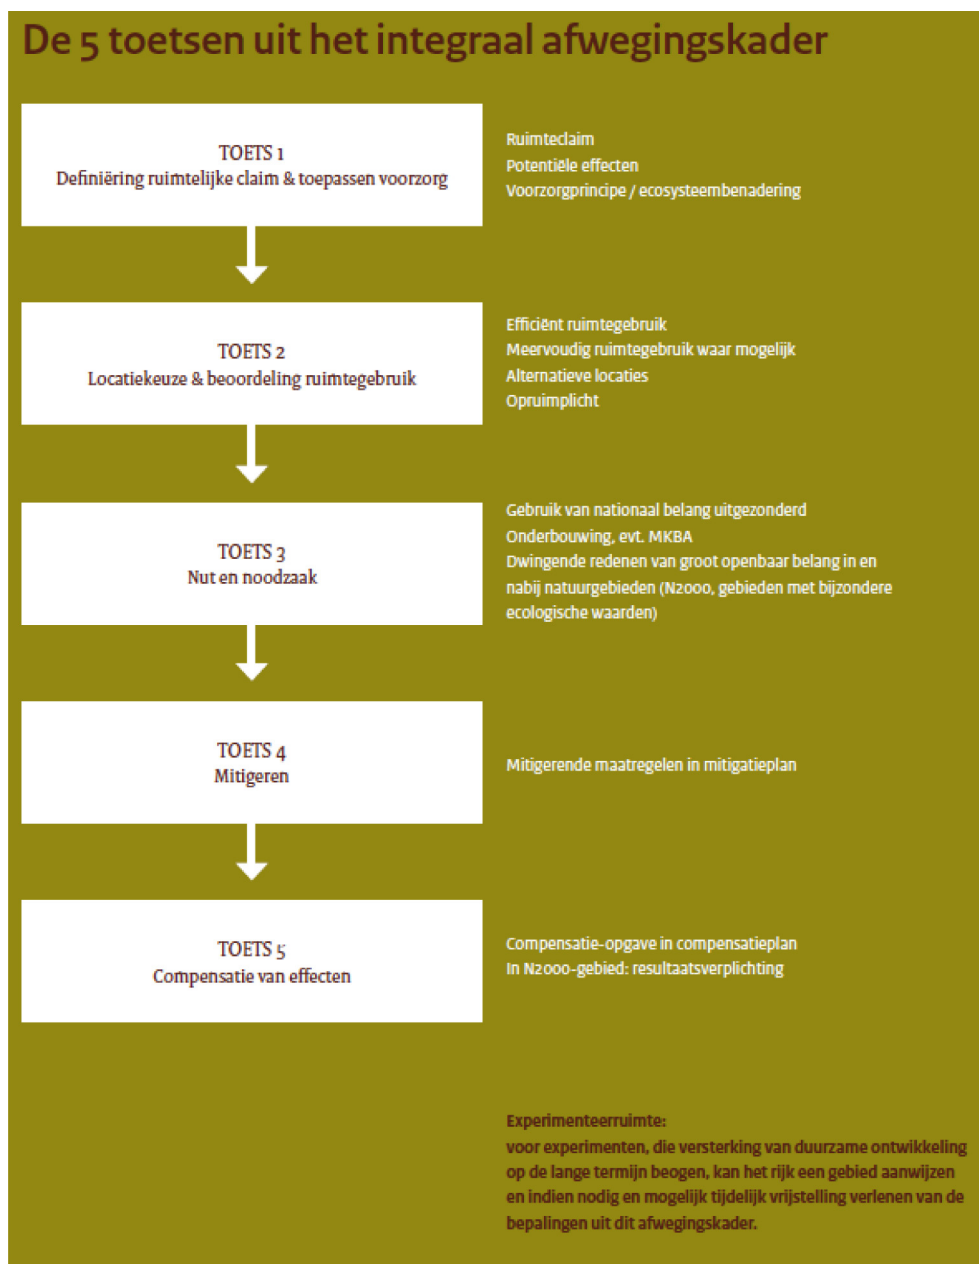 De 5 toetsen uit het integraal afwegingskader
TOETS 1
Definiëring ruimtelijke claim & toepassen voorzorg
Ruimteclaim
Potentiële effecten
Voorzorgprincipe / ecosysteembenadering
TOETS 2
Locatiekeuze & beoordeling ruimtegebruik
Efficiënt ruimtegebruik
Meervoudig ruimtegebruik waar mogelijk
Alternatieve locaties
Opruimplicht
TOETS 3
Nut en noodzaak
Gebruik van nationaal belang uitgezonderd
Onderbouwing, evt. MKBA
Dwingende redenen van groot openbaar belang in en
nabij natuurgebieden (N2000, gebieden met bijzondere
ecologische waarden)
TOETS 4
Mitigeren
Mitigerende maatregelen in mitigatieplan
TOETS 5
Compensatie van effecten
Compensatie-opgave in compensatieplan
In N2000-gebied: resultaatsverplichting
Experimenteerruimte:
voor experimenten, die versterking van duurzame ontwikkeling
op de lange termijn beogen, kan het rijk een gebied aanwijzen
en indien nodig en mogelijk tijdelijk vrijstelling verlenen van de
bepalingen uit dit afwegingskader.